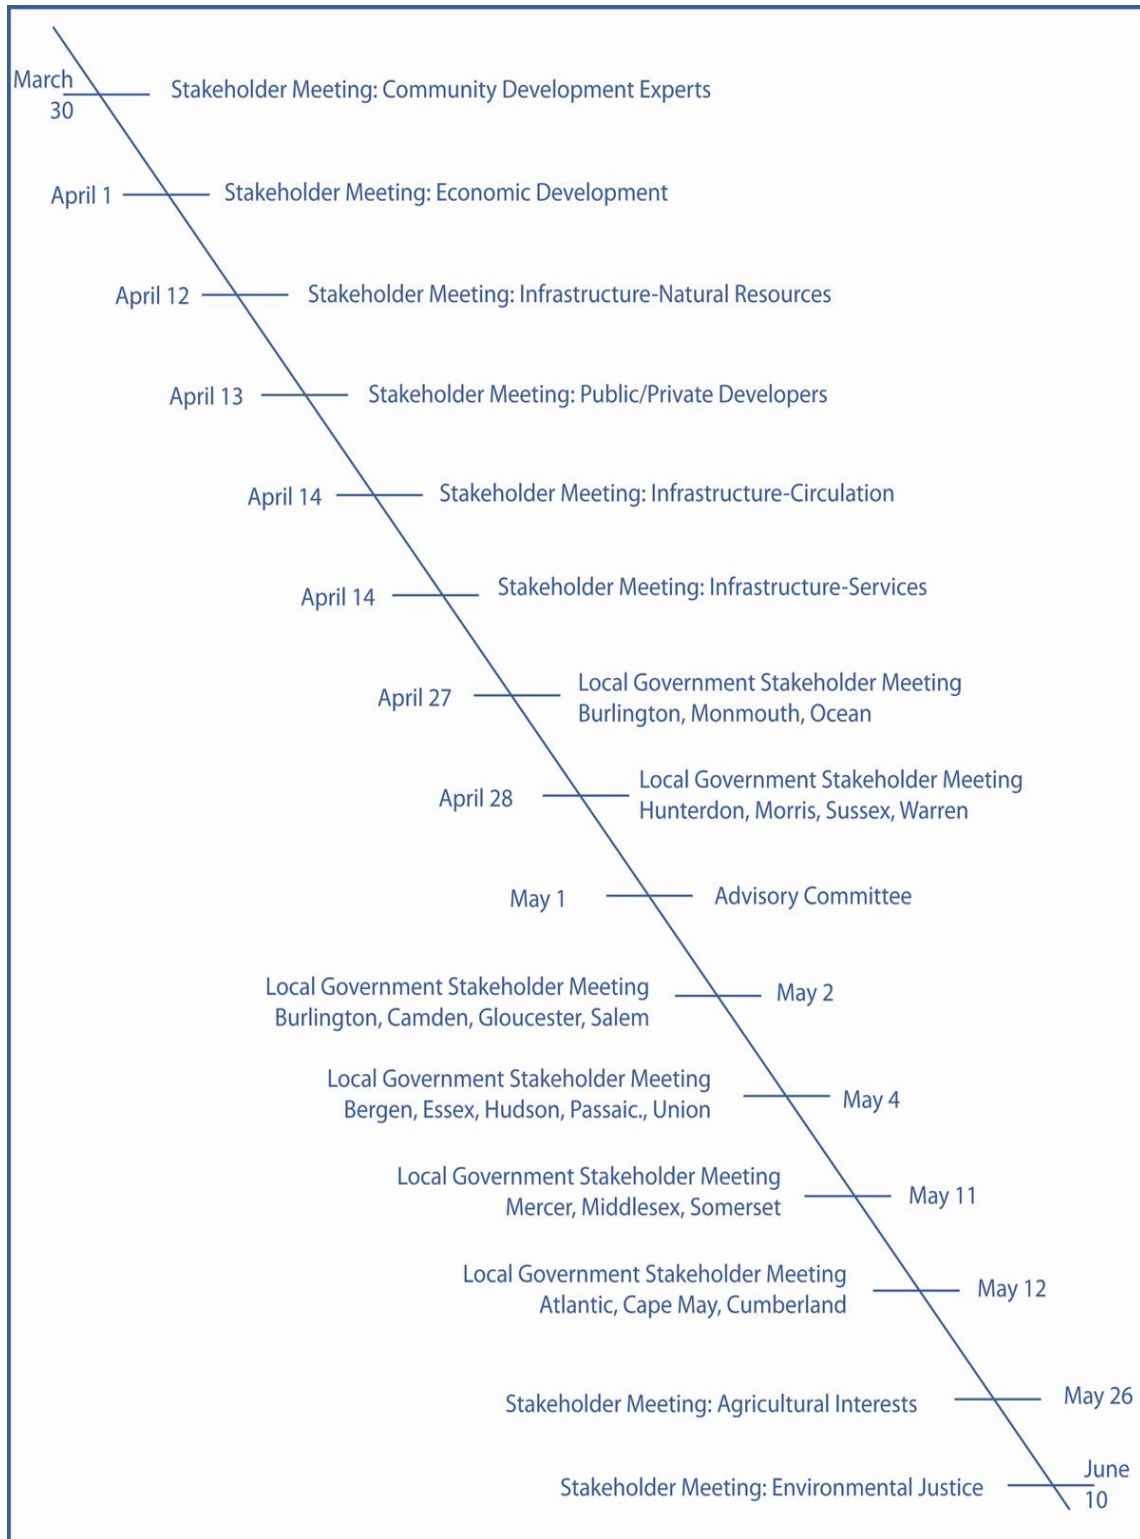 March
30
Stakeholder Meeting: Community Development Experts
April 1
Stakeholder Meeting: Economic Development
April 12
Stakeholder Meeting: Infrastructure-Natural Resources
April 13
Stakeholder Meeting: Public/Private Developers
April 14
Stakeholder Meeting: Infrastructure-Circulation
April 14
Stakeholder Meeting: Infrastructure-Services
April 27
Local Government Stakeholder Meeting
Burlington, Monmouth, Ocean
April 28
Local Government Stakeholder Meeting
Hunterdon, Morris, Sussex, Warren
May 1
Advisory Committee
Local Government Stakeholder Meeting
Burlington, Camden, Gloucester, Salem
May 2
Local Government Stakeholder Meeting
Bergen, Essex, Hudson, Passaic., Union
May 4
Local Government Stakeholder Meeting
Mercer, Middlesex, Somerset
May 11
Local Government Stakeholder Meeting
Atlantic, Cape May, Cumberland
May 12
Stakeholder Meeting: Agricultural Interests
May 26
Stakeholder Meeting: Environmental Justice
June
10